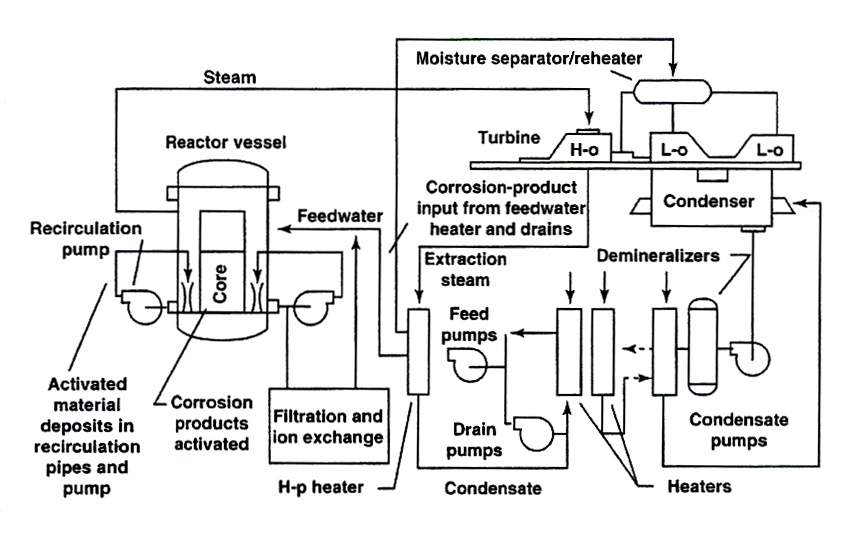 Moisture separator/reheater
Steam
Turbine
H-o
L-o
L-o
Reactor vessel
Condenser
Corrosion-product
input from feedwater
heater and drains
Feedwater
Recirculation
pump
Core
Extraction
steam
Demineralizers
Feed
pumps
Activated
material
deposits in
recirculation
pipes and
pump
Corrosion
products
activated
Filtration and
ion exchange
Drain
pumps
Condensate
pumps
H-p heater
Condensate
Heaters